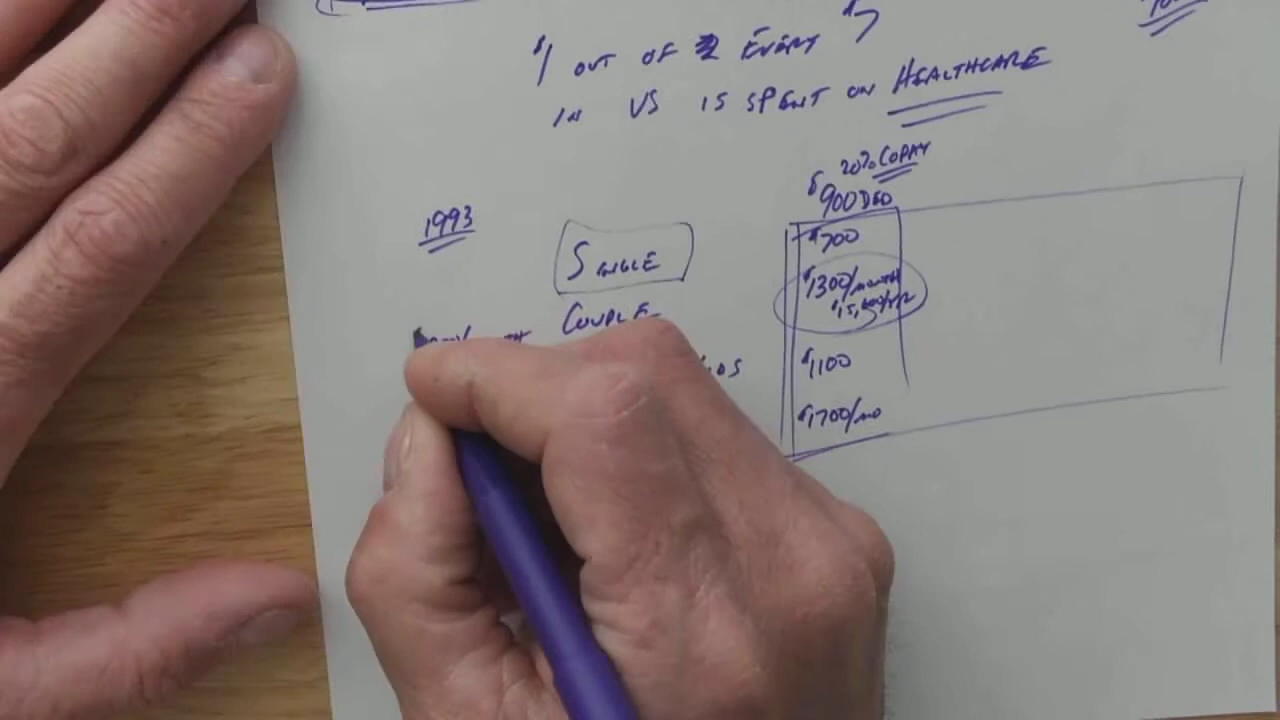 $1 OUT OF EVERY $7
IN US IS SPENT ON HEALTHCARE
20% COPAY
$900 DED
1993
SINGLE
COUPLE
$700
$1300/MONTH
$1100
$1700/MO